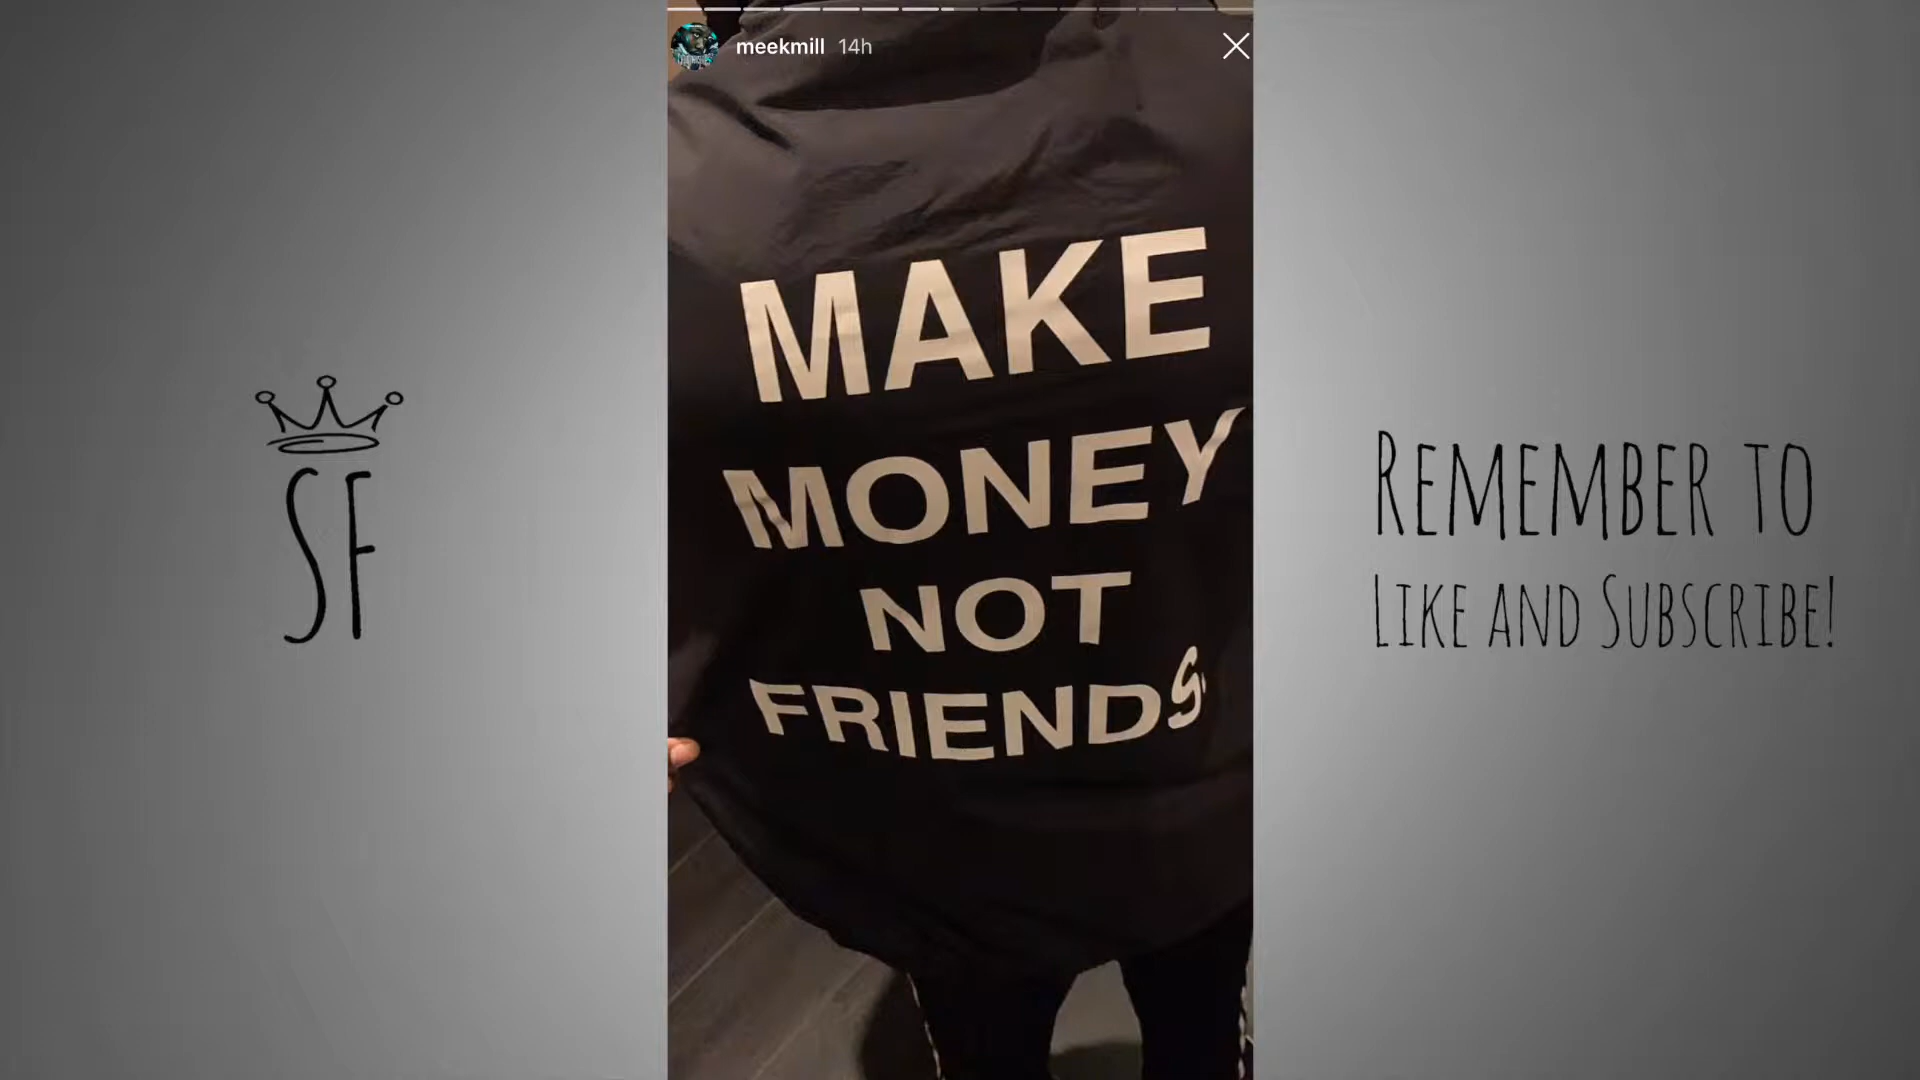 meekmill 14h
MAKE
MONEY
NOT
FRIENDS
SF
REMEMBER TO
LIKE AND SUBSCRIBE!